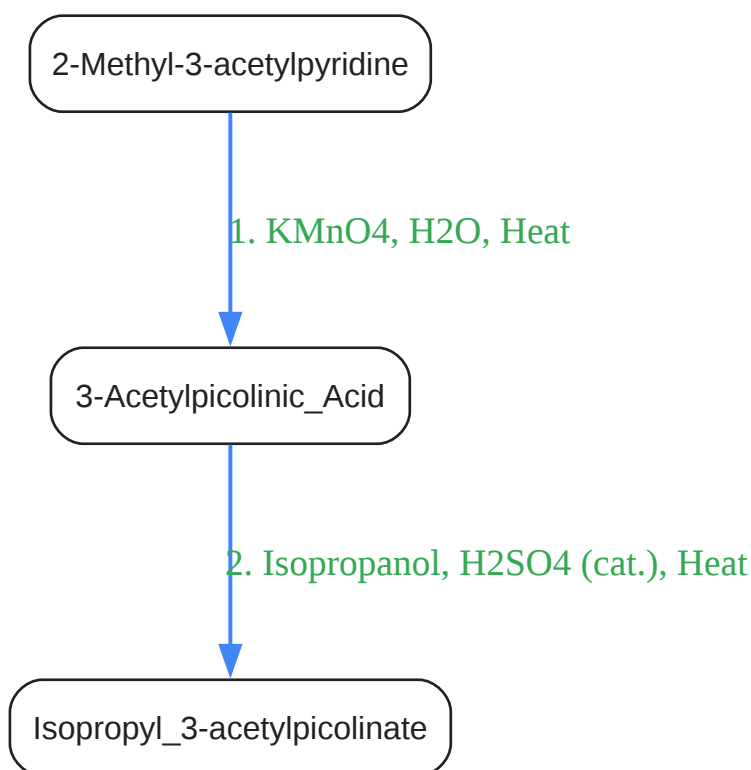 2-Methyl-3-acetylpyridine
1. KMnO4, H2O, Heat
3-Acetylpicolinic_Acid
2. Isopropanol, H2SO4 (cat.), Heat
Isopropyl_3-acetylpicolinate